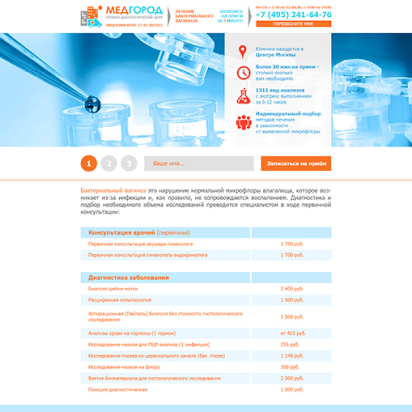 МЕДГОРОД
ЛЕЧЕБНО-ДИАГНОСТИЧЕСКИЙ ЦЕНТР
ЛЕЧЕНИЕ
БАКТЕРИАЛЬНОГО
ВАГИНОЗА
ЗАПИШИТЕСЬ
НА ПРИЕМ
+7 (495) 241-64-76
ПЕРЕЗВОНИТЕ МНЕ
Клиника находится в
Центре Москвы
Более 30 мин на прием -
столько сколько
вам необходимо
1211 вид анализов
с экспресс выполнением
за 6-12 часов
Индивидуальный подбор
методов лечения
в зависимости
от выявленной микрофлоры
1 2 3
Ваше имя...
Записаться на приём
Бактериальный вагиноз это нарушение нормальной микрофлоры влагалища, которое воз-
никает из-за инфекции и, как правило, не сопровождается воспалением. Диагностика и
подбор необходимого объема исследований проводится специалистом в ходе первичной
консультации:
Консультация врачей (первичная)
Первичная консультация акушера-гинеколога 1 700 руб.
Первичная консультация гинеколога эндокринолога 1 700 руб.
Диагностика заболевания
Биопсия шейки матки 2 400 руб.
Расширенная кольпоскопия 1 500 руб.
Аспирационная (Пайпель) биопсия без стоимости гистологического
исследования 1 000 руб.
Анализы крови на гормоны (1 гормон) от 415 руб.
Исследование мазков для ПЦР-анализа (1 инфекция) 255 руб.
Исследование посева из цервикального канала (бак. посев) 1 148 руб.
Исследование мазков на флору 308 руб.
Взятие биоматериала для гистологического исследования 2 000 руб.
Пункция диагностическая 1 000 руб.